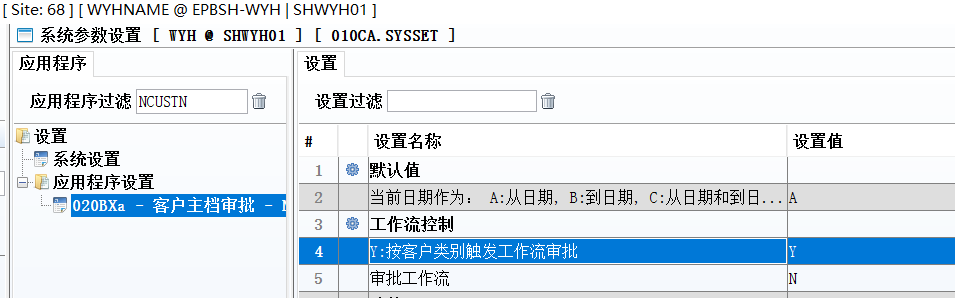 [ Site: 68 ] [ WYHNAME @ EPBSH-WYH | SHWYH01 ]
系统参数设置 [ WYH @ SHWYH01 ] [ 010CA.SYSSET ]
应用程序
应用程序过滤 NCUSTN
设置
系统设置
应用程序设置
020BXa - 客户主档审批 -
设置
设置过滤
# 设置名称 设置值
1 默认值
2 当前日期作为： A:从日期, B:到日期, C:从日期和到日... A
3 工作流控制
4 Y:按客户类别触发工作流审批 Y
5 审批工作流 N